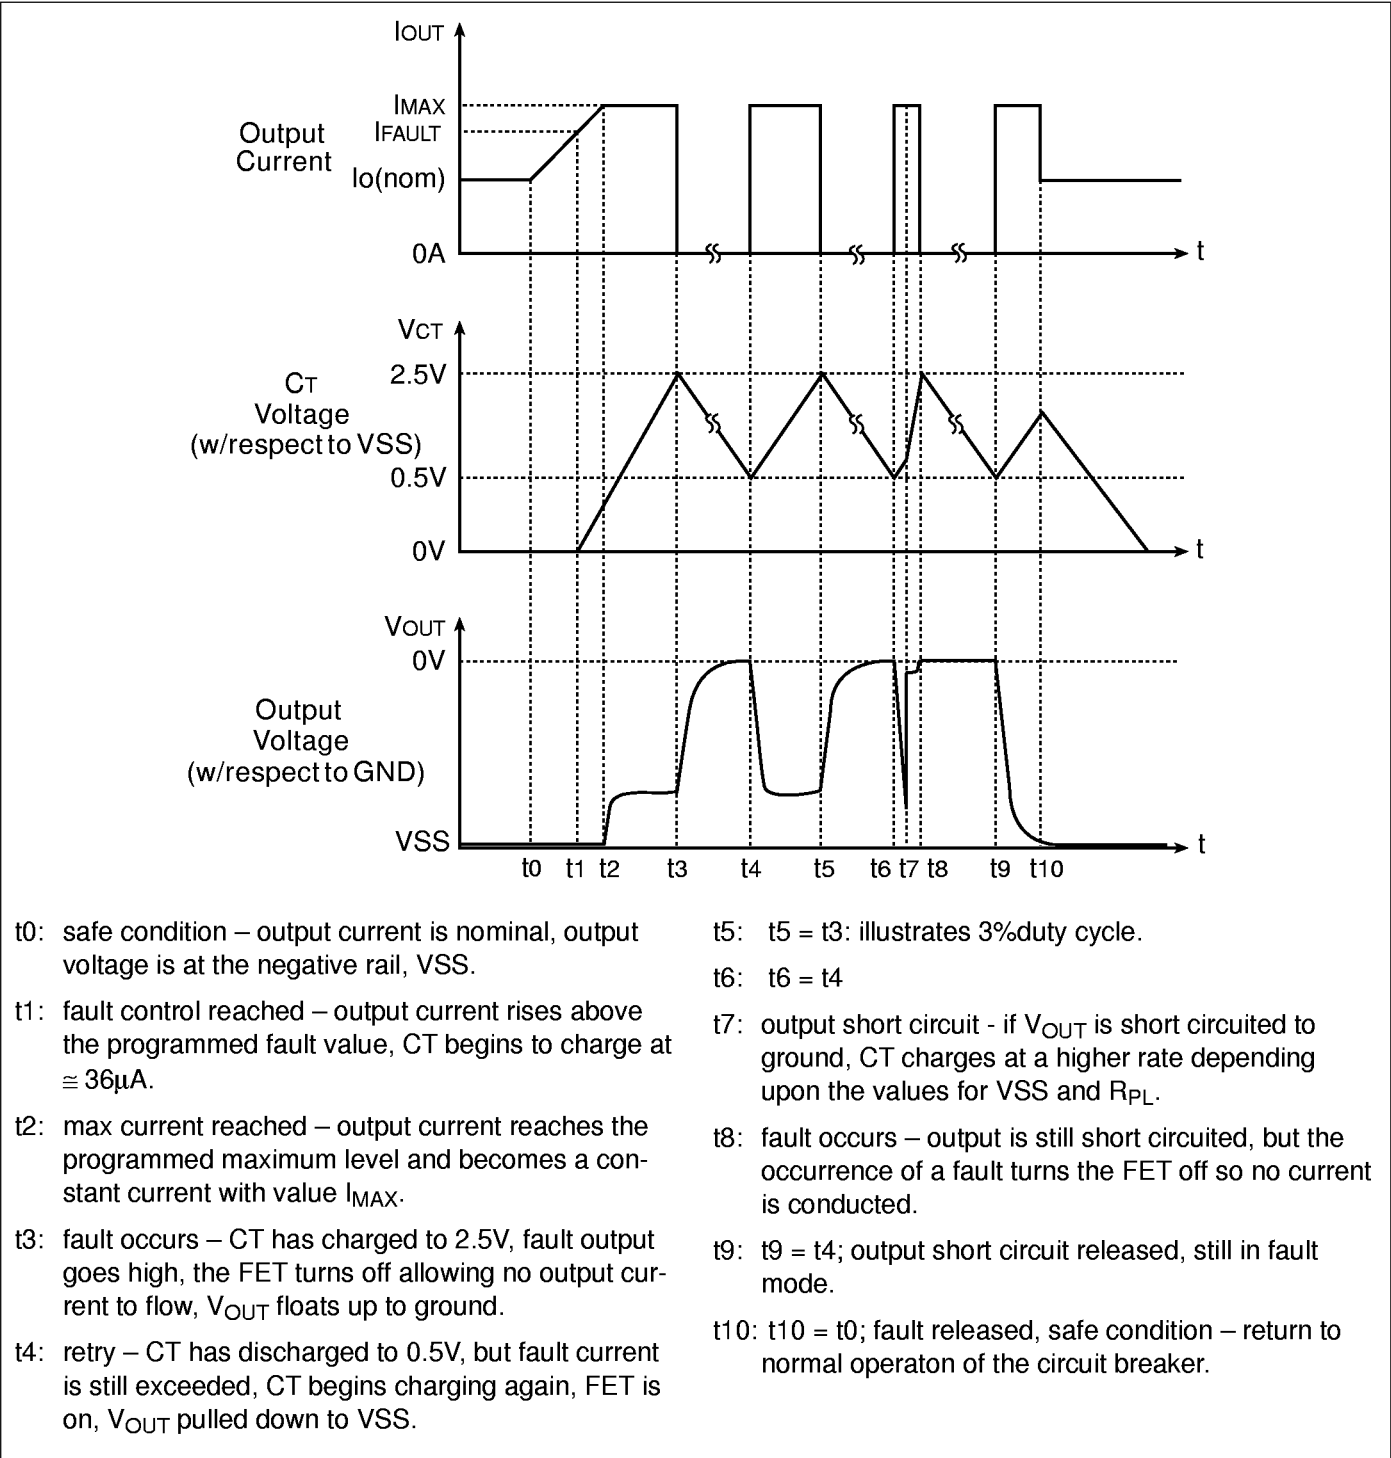 IOUT
IMAX
IFAULT
Output
Current
Io(nom)
0A
t
VCT
2.5V
CT
Voltage
(w/respect to VSS)
0.5V
0V
t
VOUT
0V
Output
Voltage
(w/respect to GND)
VSS
t
t0 t1 t2 t3 t4 t5 t6 t7 t8 t9 t10
t0: safe condition – output current is nominal, output
voltage is at the negative rail, VSS.
t1: fault control reached – output current rises above
the programmed fault value, CT begins to charge at
≅ 36µA.
t2: max current reached – output current reaches the
programmed maximum level and becomes a con-
stant current with value IMAX.
t3: fault occurs – CT has charged to 2.5V, fault output
goes high, the FET turns off allowing no output cur-
rent to flow, VOUT floats up to ground.
t4: retry – CT has discharged to 0.5V, but fault current
is still exceeded, CT begins charging again, FET is
on, VOUT pulled down to VSS.
t5: t5 = t3: illustrates 3%duty cycle.
t6: t6 = t4
t7: output short circuit - if VOUT is short circuited to
ground, CT charges at a higher rate depending
upon the values for VSS and RPL.
t8: fault occurs – output is still short circuited, but the
occurrence of a fault turns the FET off so no current
is conducted.
t9: t9 = t4; output short circuit released, still in fault
mode.
t10: t10 = t0; fault released, safe condition – return to
normal operaton of the circuit breaker.